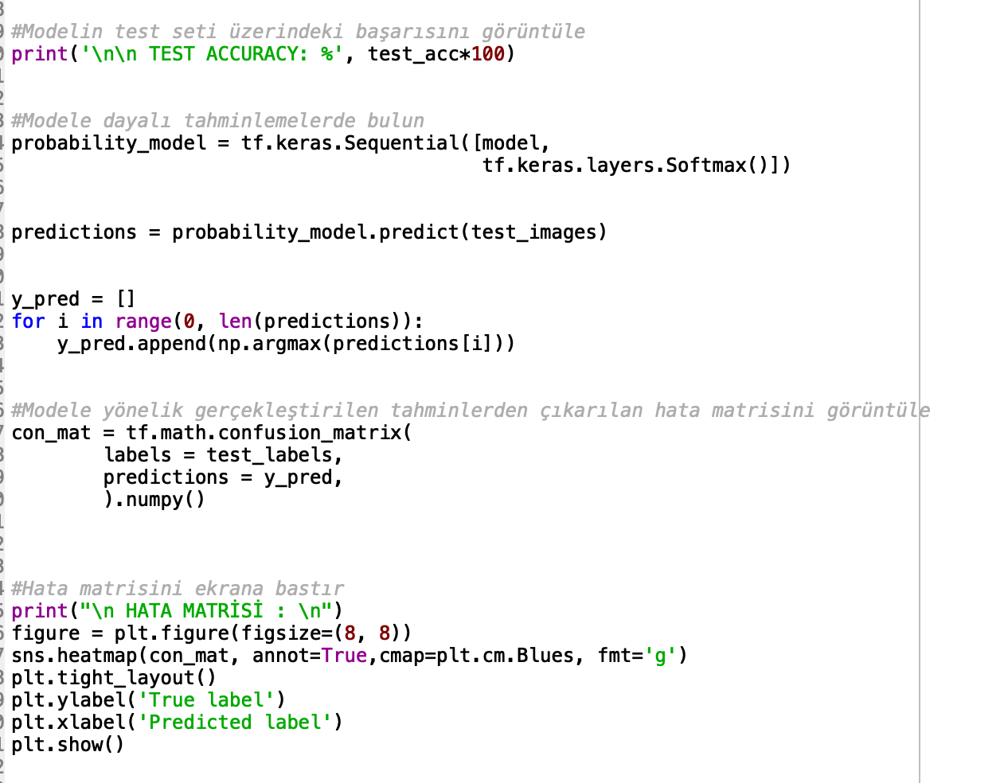 #Modelin test seti üzerindeki başarısını görüntüle
print('\n\n TEST ACCURACY: %', test_acc*100)
#Modele dayalı tahminlemelerde bulun
probability_model = tf.keras.Sequential([model,
                                         tf.keras.layers.Softmax()])
predictions = probability_model.predict(test_images)
y_pred = []
for i in range(0, len(predictions)):
    y_pred.append(np.argmax(predictions[i]))
#Modele yönelik gerçekleştirilen tahminlerden çıkarılan hata matrisini görüntüle
con_mat = tf.math.confusion_matrix(
        labels = test_labels,
        predictions = y_pred,
        ).numpy()
#Hata matrisini ekrana bastır
print("\n HATA MATRİSİ : \n")
figure = plt.figure(figsize=(8, 8))
sns.heatmap(con_mat, annot=True,cmap=plt.cm.Blues, fmt='g')
plt.tight_layout()
plt.ylabel('True label')
plt.xlabel('Predicted label')
plt.show()